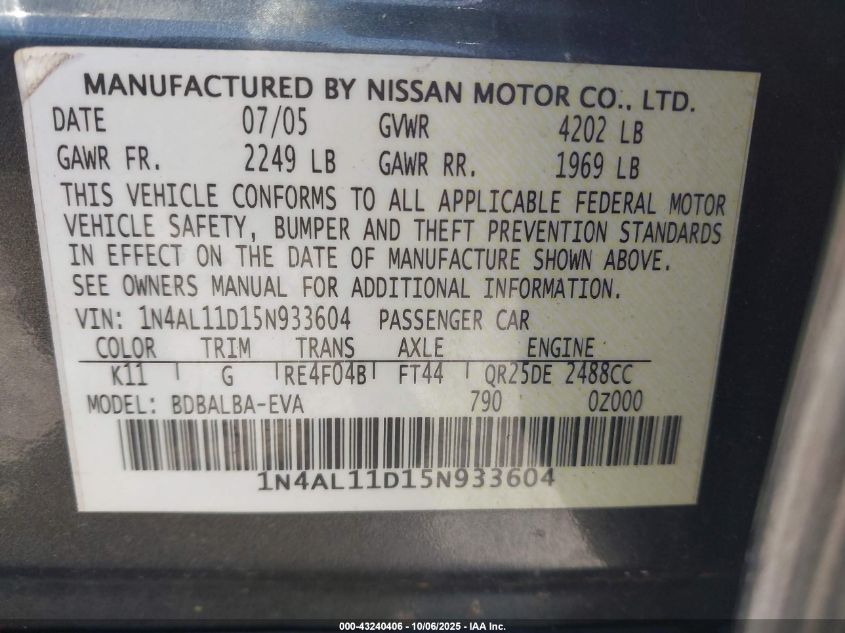 MANUFACTURED BY NISSAN MOTOR CO., LTD.
DATE 07/05 GVWR 4202 LB
GAWR FR. 2249 LB GAWR RR. 1969 LB
THIS VEHICLE CONFORMS TO ALL APPLICABLE FEDERAL MOTOR
VEHICLE SAFETY, BUMPER AND THEFT PREVENTION STANDARDS
IN EFFECT ON THE DATE OF MANUFACTURE SHOWN ABOVE.
SEE OWNERS MANUAL FOR ADDITIONAL INFORMATION.
VIN: 1N4AL11D15N933604 PASSENGER CAR
COLOR TRIM TRANS AXLE ENGINE
K11 G RE4F04B FT44 QR25DE 2488CC
MODEL: BDBALBA-EVA 790 0Z000
1N4AL11D15N933604
000-43240406 - 10/06/2025 - IAA Inc.